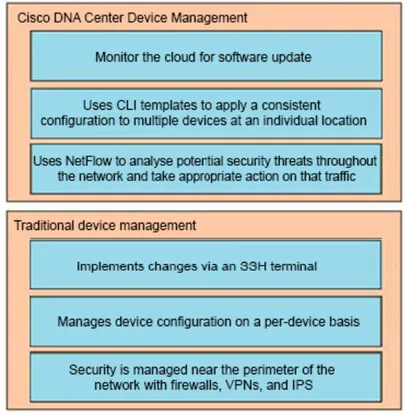 Cisco DNA Center Device Management
Monitor the cloud for software update
Uses CLI templates to apply a consistent
configuration to multiple devices at an individual location
Uses NetFlow to analyse potential security threats throughout
the network and take appropriate action on that traffic
Traditional device management
Implements changes via an SSH terminal
Manages device configuration on a per-device basis
Security is managed near the perimeter of the
network with firewalls, VPNs, and IPS